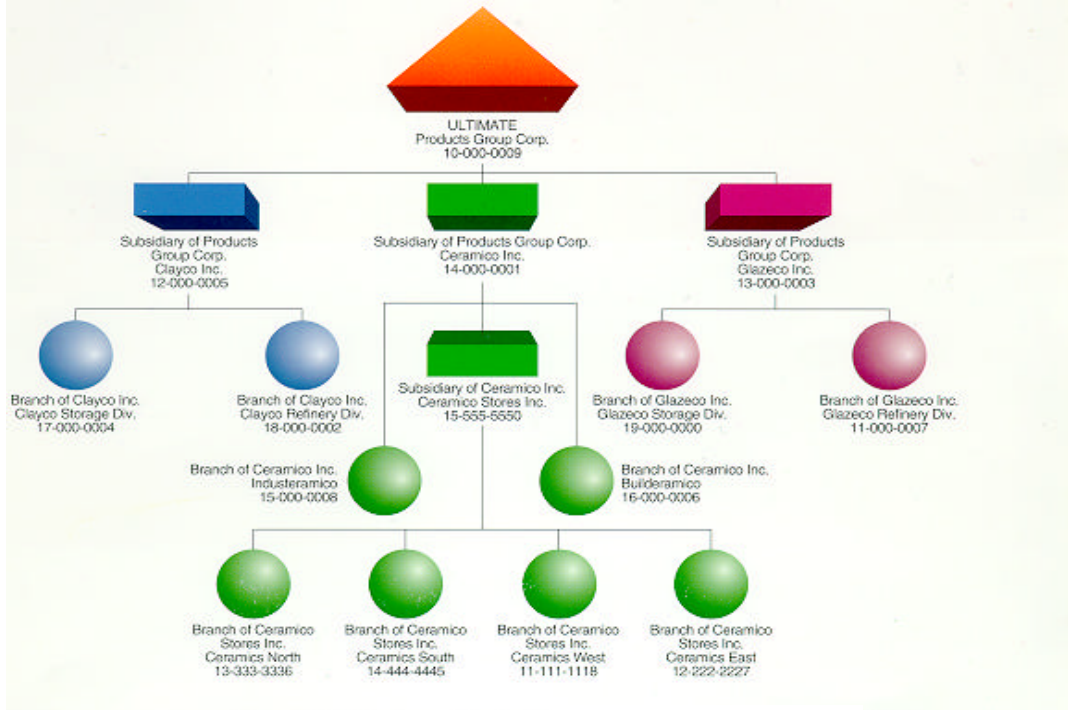 ULTIMATE
Products Group Corp.
10-000-0009
Subsidiary of Products
Group Corp.
Clayco Inc.
12-000-0005
Subsidiary of Products Group Corp.
Ceramico Inc.
14-000-0001
Subsidiary of Products
Group Corp.
Glazeco Inc.
13-000-0003
Branch of Clayco Inc.
Clayco Storage Div.
17-000-0004
Branch of Clayco Inc.
Clayco Refinery Div.
18-000-0002
Subsidiary of Ceramico Inc.
Ceramico Stores Inc.
15-555-5550
Branch of Glazeco Inc.
Glazeco Storage Div.
19-000-0000
Branch of Glazeco Inc.
Glazeco Refinery Div.
11-000-0007
Branch of Ceramico Inc.
Industeramico
15-000-0008
Branch of Ceramico Inc.
Builderamico
16-000-0006
Branch of Ceramico
Stores Inc.
Ceramics North
13-333-3336
Branch of Ceramico
Stores Inc.
Ceramics South
14-444-4445
Branch of Ceramico
Stores Inc.
Ceramics West
11-111-1118
Branch of Ceramico
Stores Inc.
Ceramics East
12-222-2227